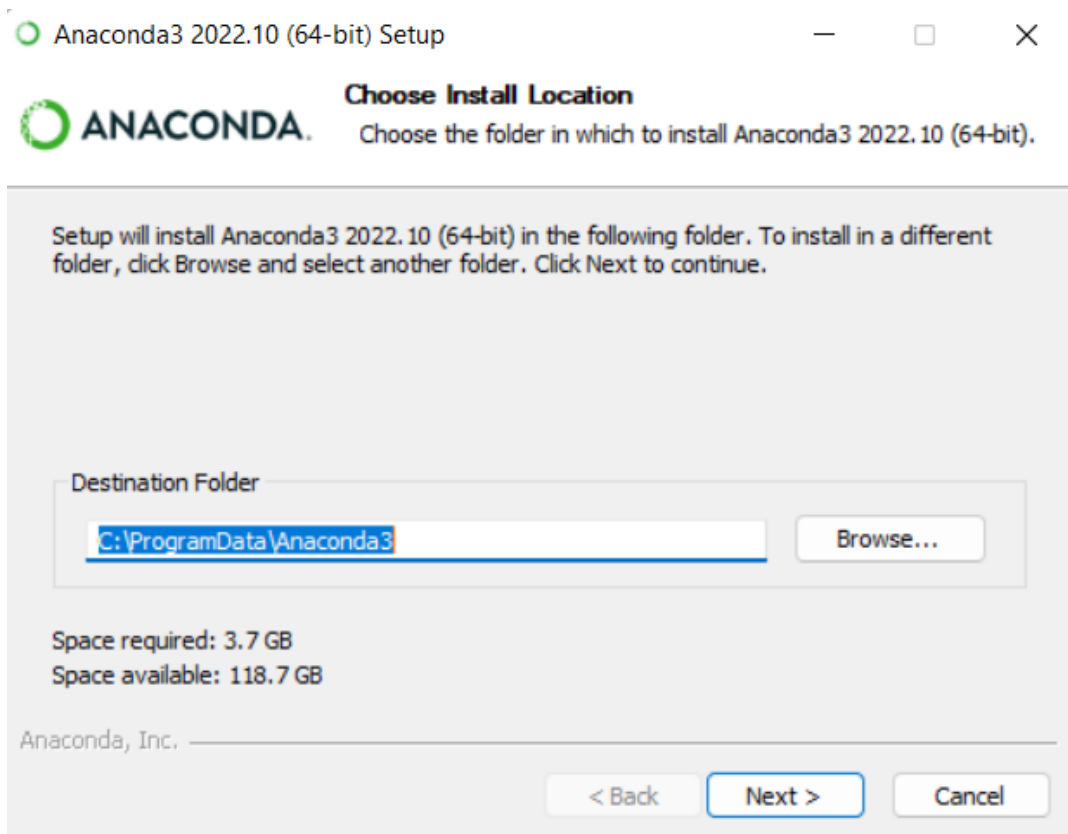 Anaconda3 2022.10 (64-bit) Setup
ANACONDA.
Choose Install Location
Choose the folder in which to install Anaconda3 2022.10 (64-bit).
Setup will install Anaconda3 2022.10 (64-bit) in the following folder. To install in a different
folder, click Browse and select another folder. Click Next to continue.
Destination Folder
C:\ProgramData\Anaconda3
Browse...
Space required: 3.7 GB
Space available: 118.7 GB
Anaconda, Inc.
< Back
Next >
Cancel